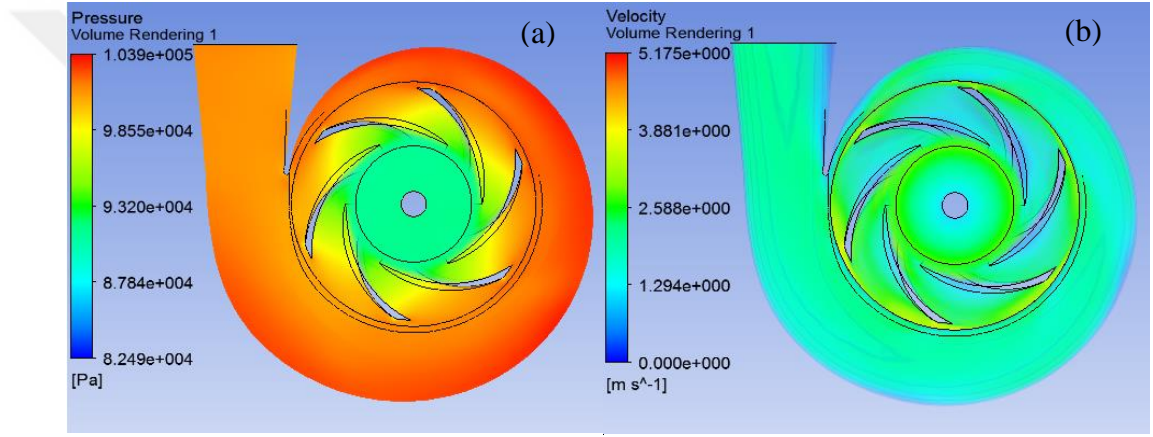 Pressure
Volume Rendering 1
(a)
1.039e+005
9.855e+004
9.320e+004
8.784e+004
8.249e+004
[Pa]
Velocity
Volume Rendering 1
(b)
5.175e+000
3.881e+000
2.588e+000
1.294e+000
0.000e+000
[m s^-1]